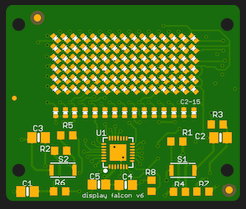 C2-15
R3
R5
C3
U1
R1
C2
R2
S2
S1
C5
C4
R8
C1
R6
R4
R7
display falcon v6